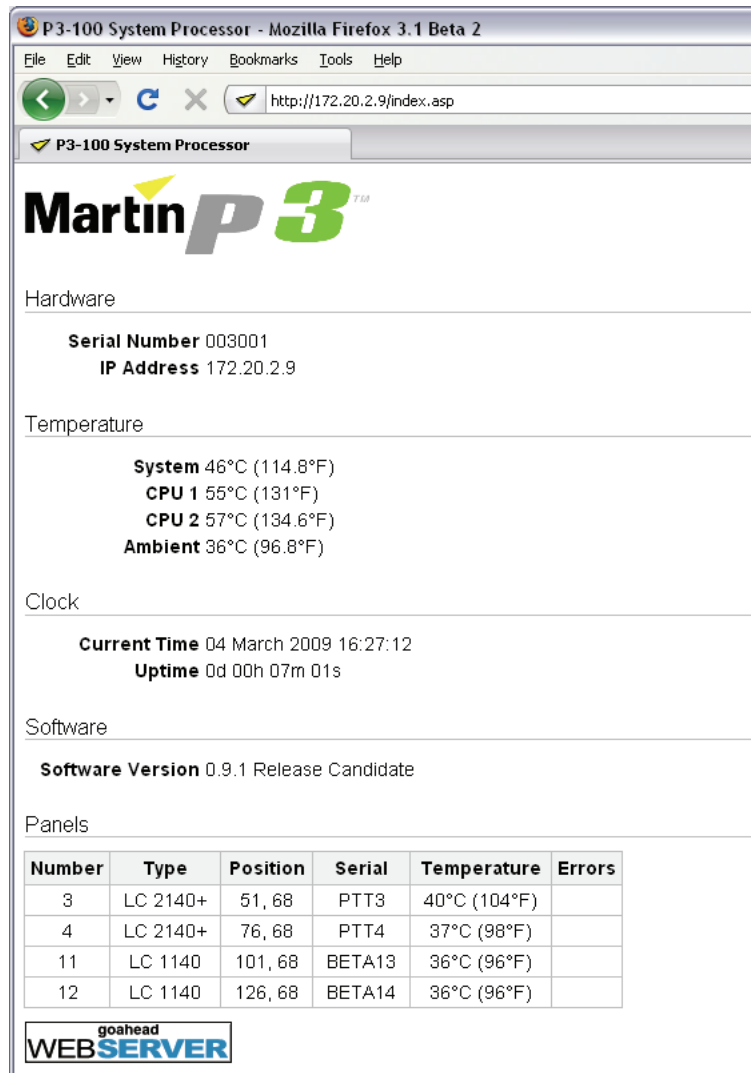 P3-100 System Processor - Mozilla Firefox 3.1 Beta 2
File Edit View History Bookmarks Tools Help
http://172.20.2.9/index.asp
P3-100 System Processor
Martin P3™
Hardware
Serial Number 003001
IP Address 172.20.2.9
Temperature
System 46°C (114.8°F)
CPU 1 55°C (131°F)
CPU 2 57°C (134.6°F)
Ambient 36°C (96.8°F)
Clock
Current Time 04 March 2009 16:27:12
Uptime 0d 00h 07m 01s
Software
Software Version 0.9.1 Release Candidate
Panels
Number Type Position Serial Temperature Errors
3 LC 2140+ 51, 68 PTT3 40°C (104°F)
4 LC 2140+ 76, 68 PTT4 37°C (98°F)
11 LC 1140 101, 68 BETA13 36°C (96°F)
12 LC 1140 126, 68 BETA14 36°C (96°F)
goahead
WEBSERVER